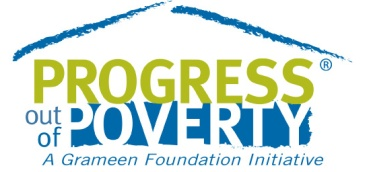 PROGRESS®
out of POVERTY
A Grameen Foundation Initiative